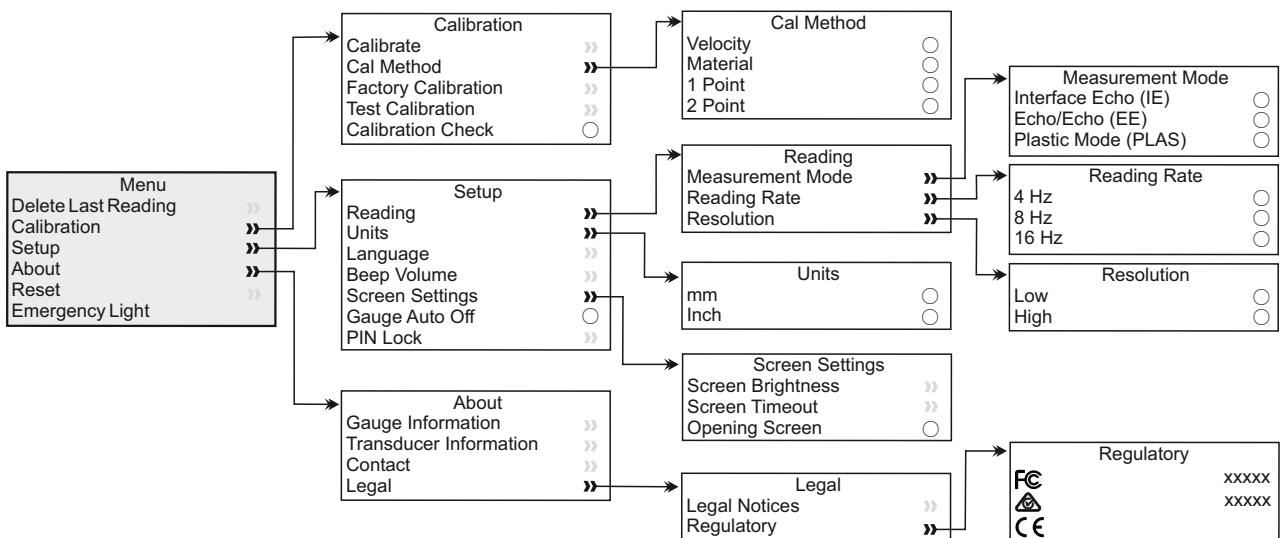 Menu
Delete Last Reading
Calibration
Setup
About
Reset
Emergency Light
Calibration
Calibrate
Cal Method
Factory Calibration
Test Calibration
Calibration Check
Setup
Reading
Units
Language
Beep Volume
Screen Settings
Gauge Auto Off
PIN Lock
About
Gauge Information
Transducer Information
Contact
Legal
Cal Method
Velocity
Material
1 Point
2 Point
Reading
Measurement Mode
Reading Rate
Resolution
Units
mm
Inch
Screen Settings
Screen Brightness
Screen Timeout
Opening Screen
Legal
Legal Notices
Regulatory
Measurement Mode
Interface Echo (IE)
Echo/Echo (EE)
Plastic Mode (PLAS)
Reading Rate
4 Hz
8 Hz
16 Hz
Resolution
Low
High
Regulatory
FC xxxxx
xxxxx
CE